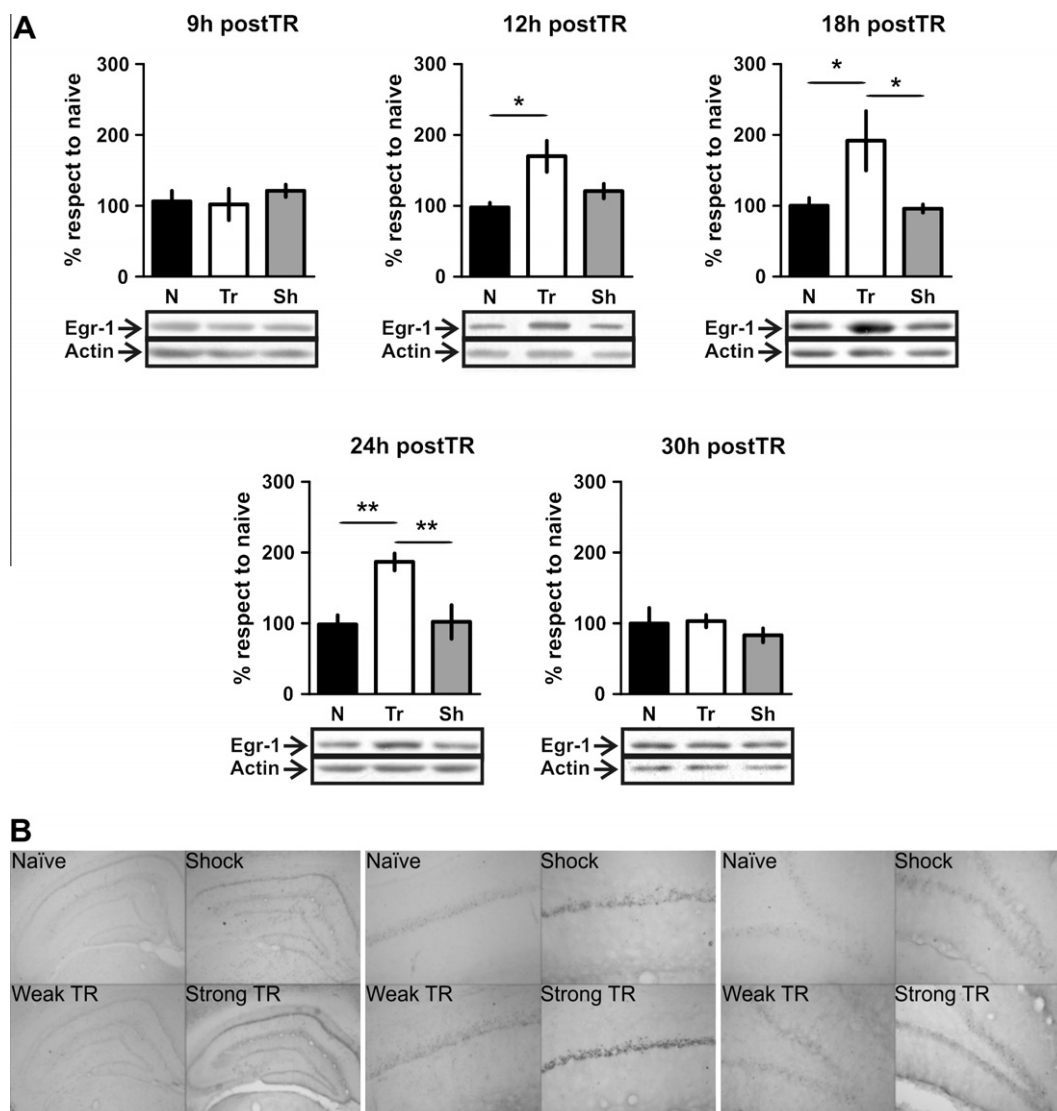 A
9h postTR
% respect to naive
300
200
100
0
N Tr Sh
Egr-1
Actin
12h postTR
% respect to naive
300
200
100
0
*
N Tr Sh
Egr-1
Actin
18h postTR
% respect to naive
300
200
100
0
* *
N Tr Sh
Egr-1
Actin
24h postTR
% respect to naive
300
200
100
0
** **
N Tr Sh
Egr-1
Actin
30h postTR
% respect to naive
300
200
100
0
N Tr Sh
Egr-1
Actin
B
Naïve Shock Naïve Shock Naïve Shock
Weak TR Strong TR Weak TR Strong TR Weak TR Strong TR